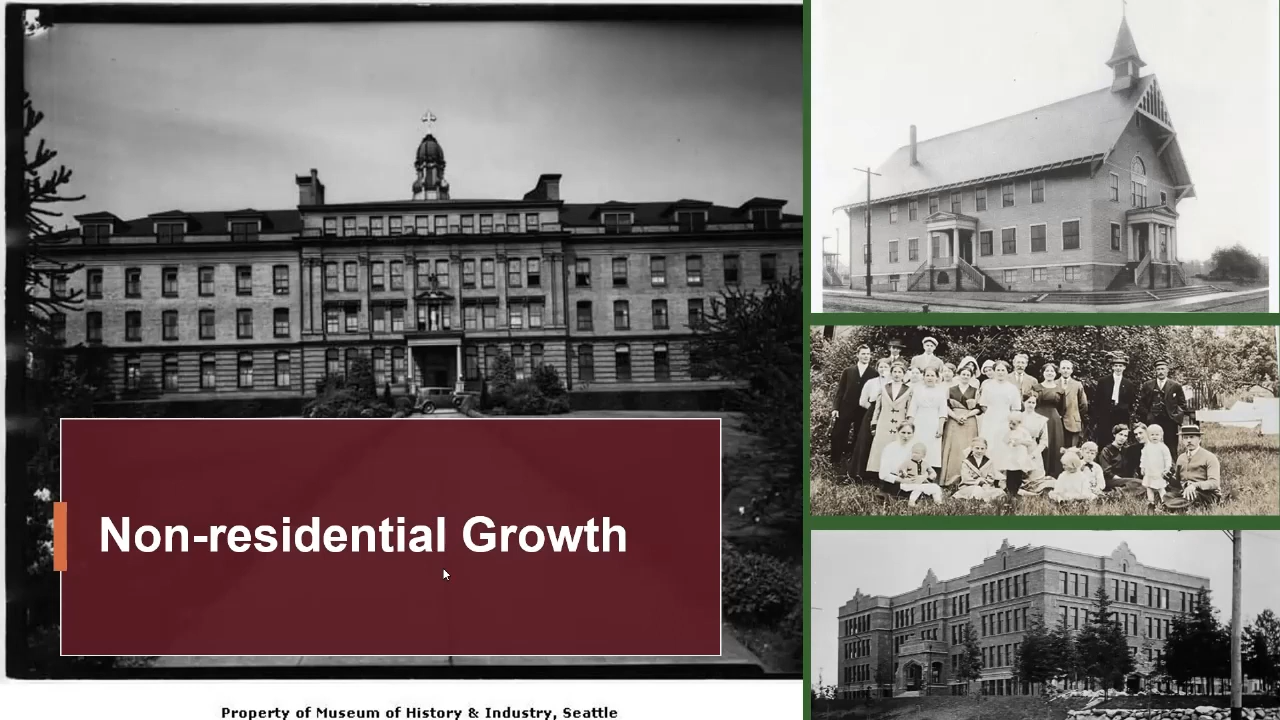 Non-residential Growth
Property of Museum of History & Industry, Seattle